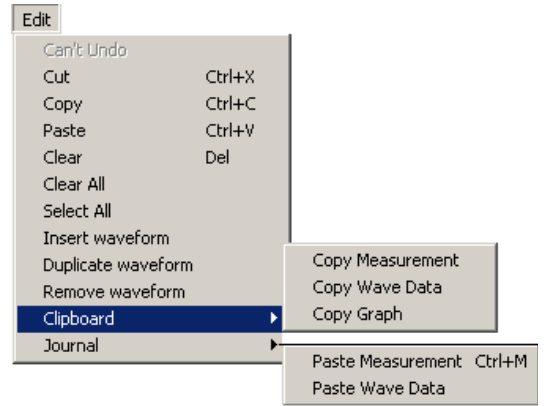 Edit
Can't Undo
Cut Ctrl+X
Copy Ctrl+C
Paste Ctrl+V
Clear Del
Clear All
Select All
Insert waveform
Duplicate waveform
Remove waveform
Clipboard
Journal
Copy Measurement
Copy Wave Data
Copy Graph
Paste Measurement Ctrl+M
Paste Wave Data